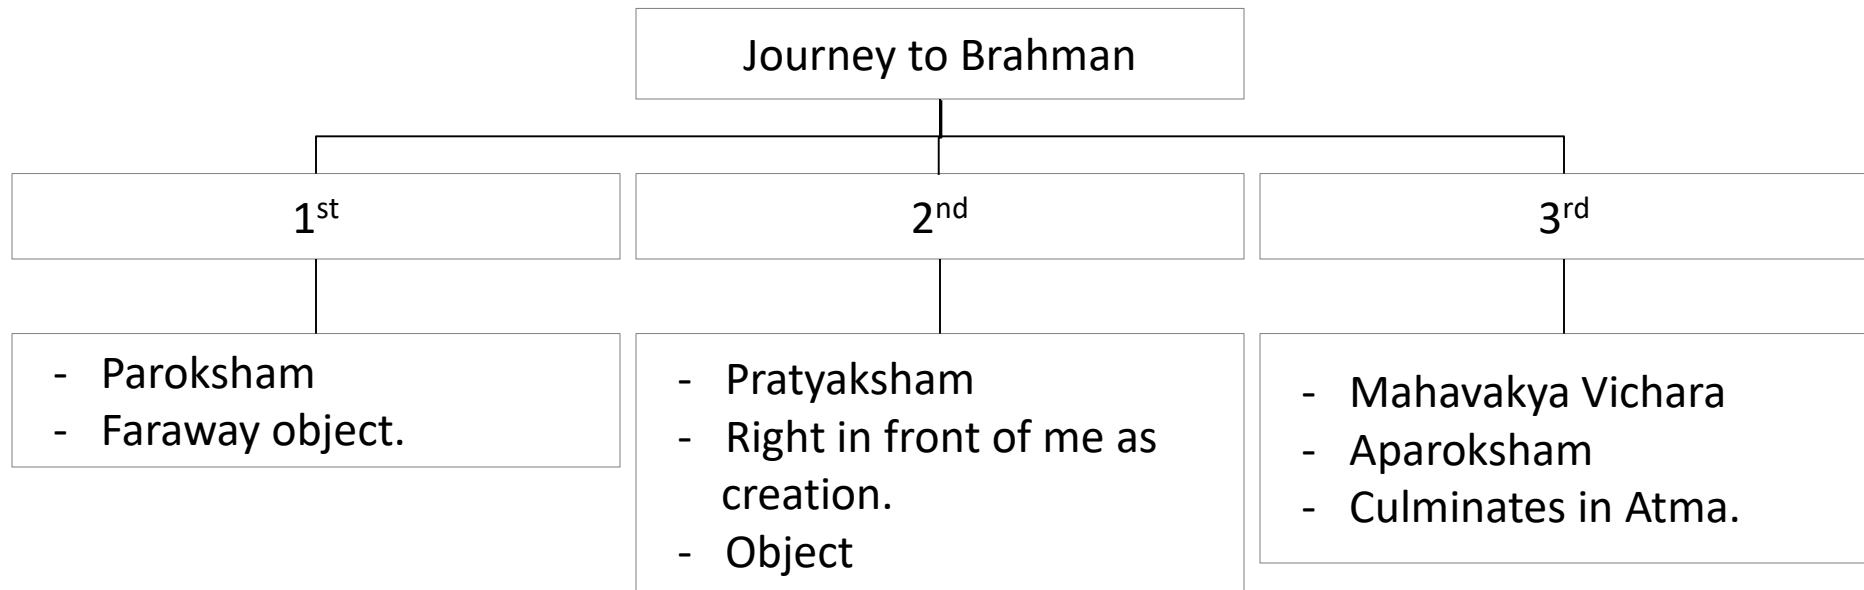 Journey to Brahman
1st
2nd
3rd
- Paroksham
- Faraway object.
- Pratyaksham
- Right in front of me as
creation.
- Object
- Mahavakya Vichara
- Aparoksham
- Culminates in Atma.